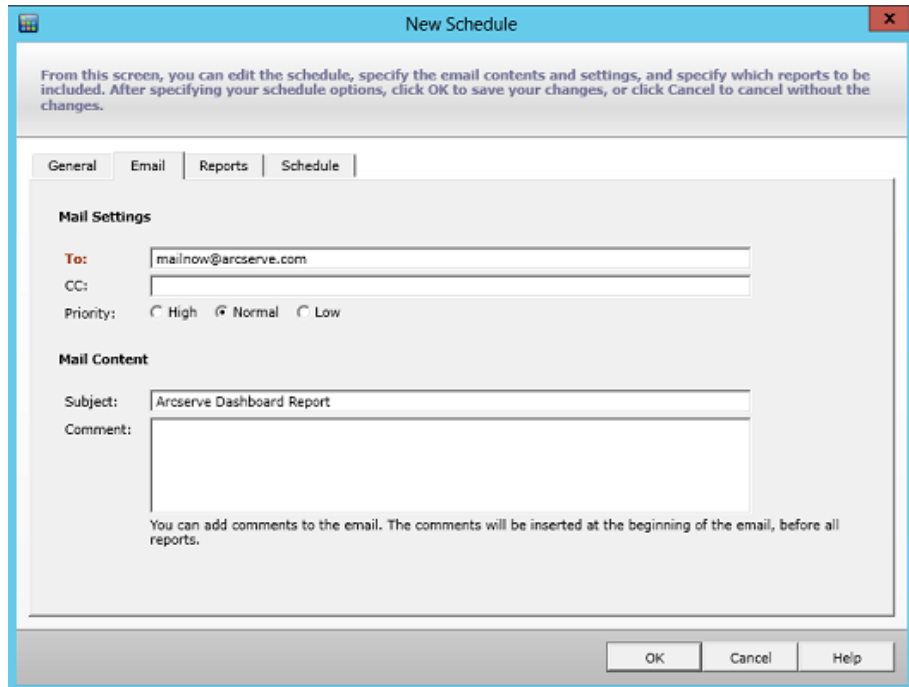 New Schedule
x
From this screen, you can edit the schedule, specify the email contents and settings, and specify which reports to be
included. After specifying your schedule options, click OK to save your changes, or click Cancel to cancel without the
changes.
General Email Reports Schedule
Mail Settings
To: mailnow@arcserve.com
CC:
Priority: High Normal Low
Mail Content
Subject: Arcserve Dashboard Report
Comment:
You can add comments to the email. The comments will be inserted at the beginning of the email, before all
reports.
OK Cancel Help